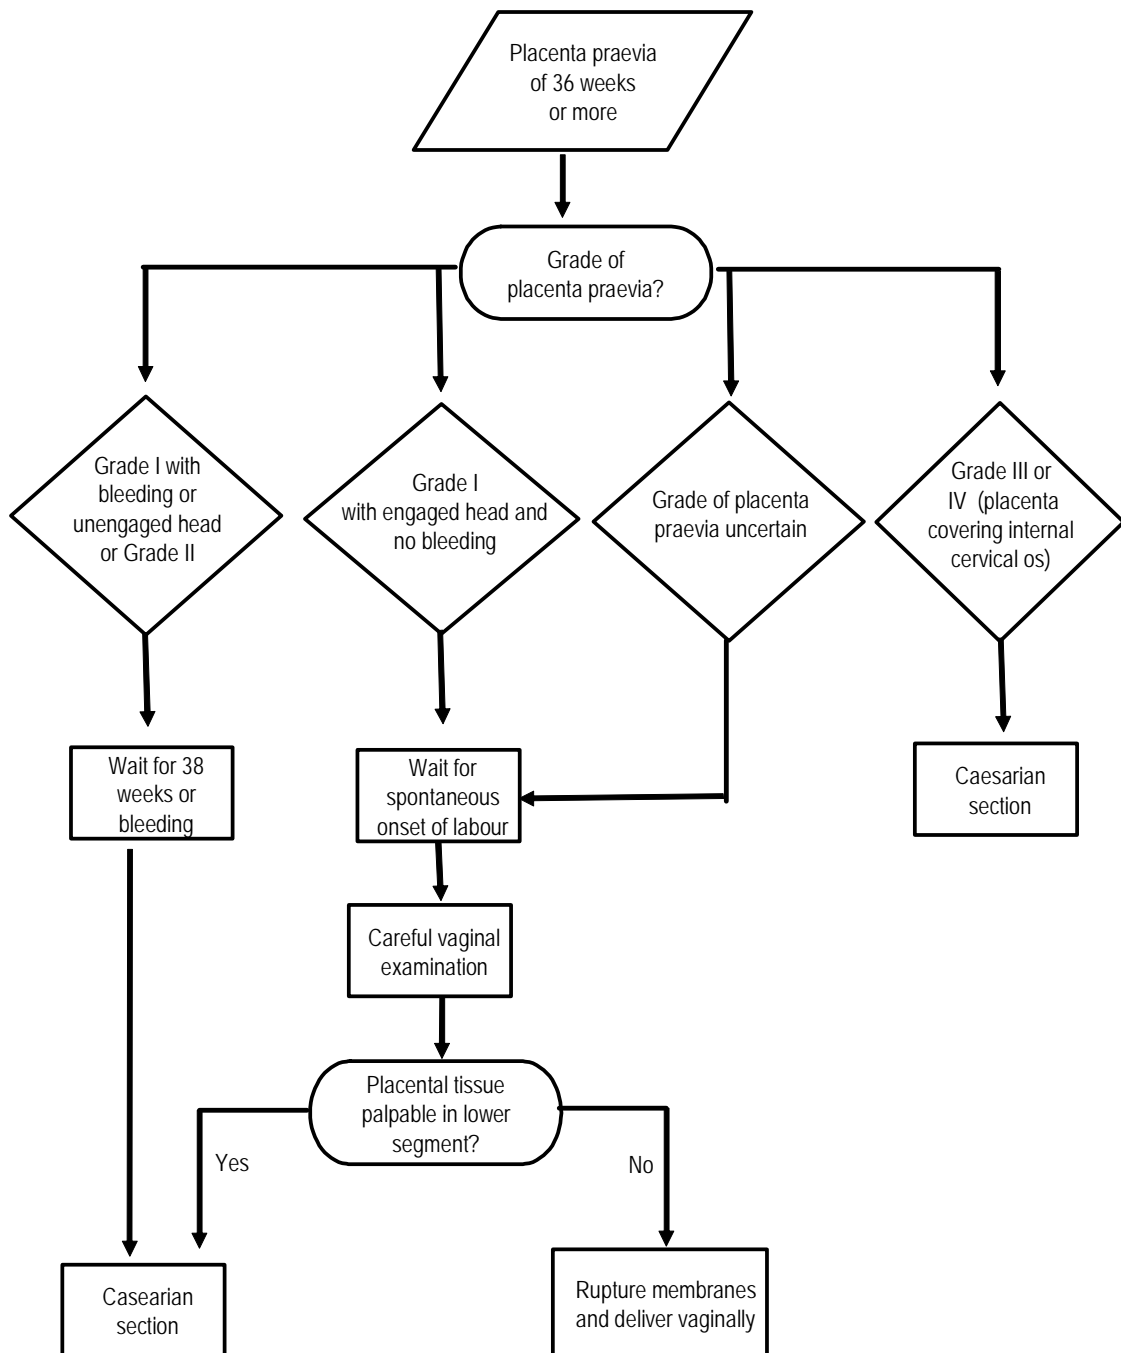 Placenta praevia
of 36 weeks
or more
Grade of
placenta praevia?
Grade I with
bleeding or
unengaged head
or Grade II
Grade I
with engaged head and
no bleeding
Grade of placenta
praevia uncertain
Grade III or
IV (placenta
covering internal
cervical os)
Wait for 38
weeks or
bleeding
Wait for
spontaneous
onset of labour
Caesarian
section
Careful vaginal
examination
Placental tissue
palpable in lower
segment?
Yes
No
Casearian
section
Rupture membranes
and deliver vaginally